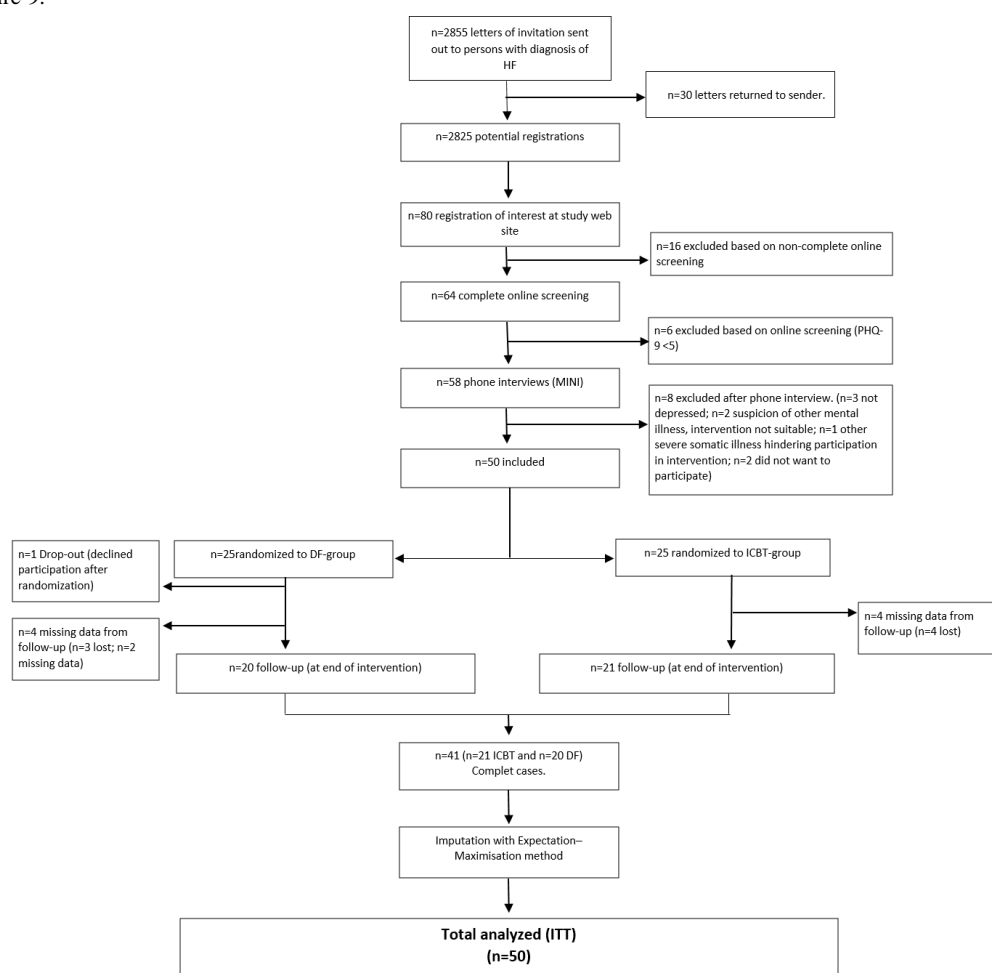 n=2855 letters of invitation sent
out to persons with diagnosis of
HF
n=30 letters returned to sender.
n=2825 potential registrations
n=80 registration of interest at study web
site
n=16 excluded based on non-complete online
screening
n=64 complete online screening
n=6 excluded based on online screening (PHQ-
9 <5)
n=58 phone interviews (MINI)
n=8 excluded after phone interview. (n=3 not
depressed; n=2 suspicion of other mental
illness, intervention not suitable; n=1 other
severe somatic illness hindering participation
in intervention; n=2 did not want to
participate)
n=50 included
n=1 Drop-out (declined
participation after
randomization)
n=25randomized to DF-group
n=25 randomized to ICBT-group
n=4 missing data from
follow-up (n=3 lost; n=2
missing data)
n=4 missing data from
follow-up (n=4 lost)
n=20 follow-up (at end of intervention)
n=21 follow-up (at end of intervention)
n=41 (n=21 ICBT and n=20 DF)
Complet cases.
Imputation with Expectation–
Maximisation method
Total analyzed (ITT)
(n=50)